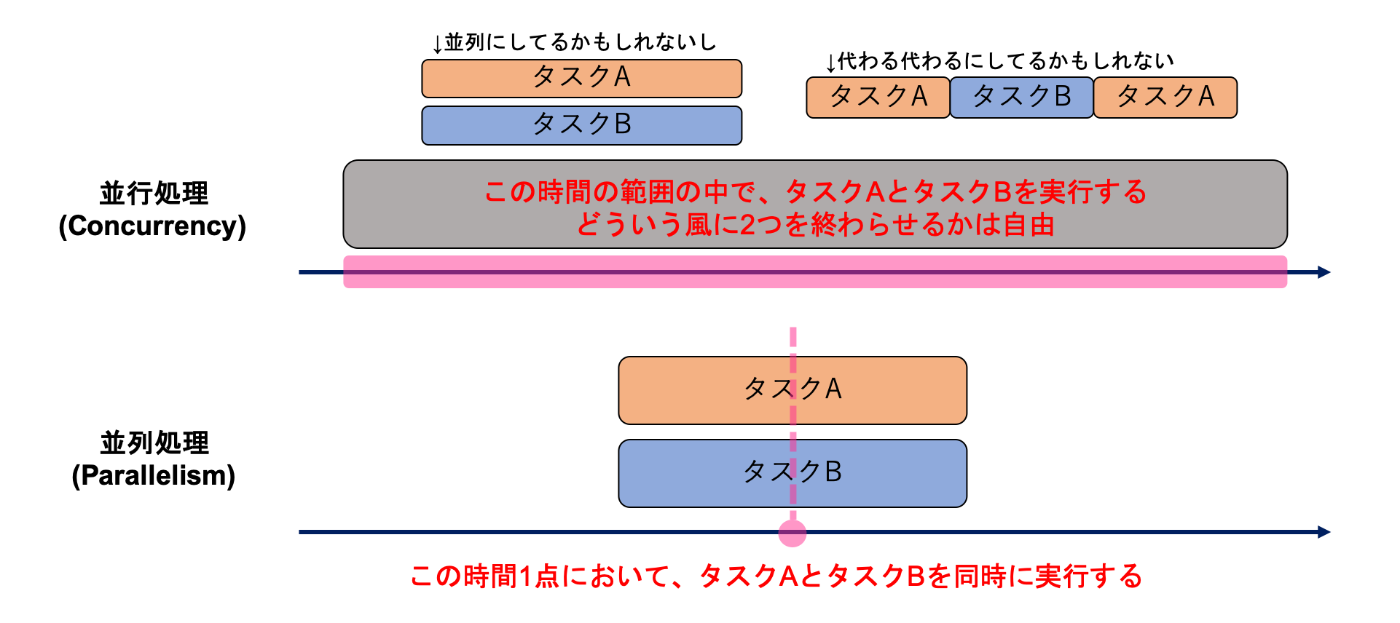 ↓並列にしてるかもしれないし
タスクA
タスクB
↓代わる代わるにしてるかもしれない
タスクA
タスクB
タスクA
並行処理
(Concurrency)
この時間の範囲の中で、タスクAとタスクBを実行する
どういう風に2つを終わらせるかは自由
タスクA
タスクB
並列処理
(Parallelism)
この時間1点において、タスクAとタスクBを同時に実行する